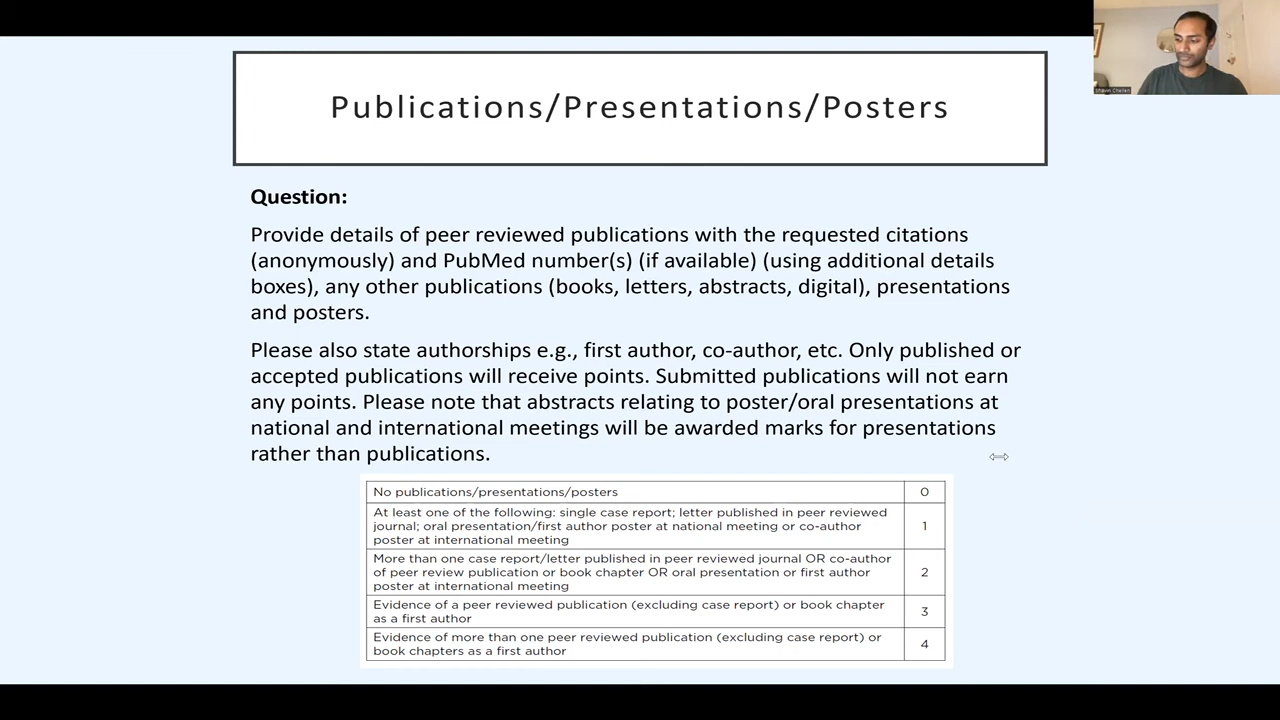 Publications/Presentations/Posters
Question:
Provide details of peer reviewed publications with the requested citations
(anonymously) and PubMed number(s) (if available) (using additional details
boxes), any other publications (books, letters, abstracts, digital), presentations
and posters.
Please also state authorships e.g., first author, co-author, etc. Only published or
accepted publications will receive points. Submitted publications will not earn
any points. Please note that abstracts relating to poster/oral presentations at
national and international meetings will be awarded marks for presentations
rather than publications.
No publications/presentations/posters 0
At least one of the following: single case report; letter published in peer reviewed
journal; oral presentation/first author poster at national meeting or co-author 1
poster at international meeting
More than one case report/letter published in peer reviewed journal OR co-author
of peer review publication or book chapter OR oral presentation or first author 2
poster at international meeting
Evidence of a peer reviewed publication (excluding case report) or book chapter 3
as a first author
Evidence of more than one peer reviewed publication (excluding case report) or 4
book chapters as a first author